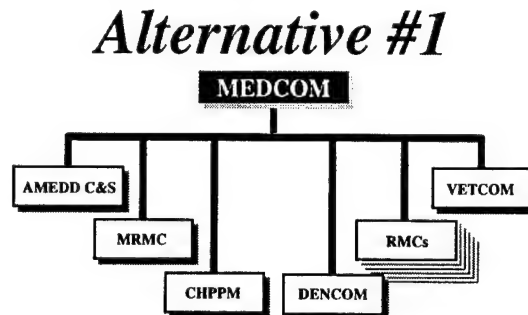 Alternative #1
MEDCOM
AMEDD C&S
VETCOM
MRMC
RMCs
CHPPM
DENCOM